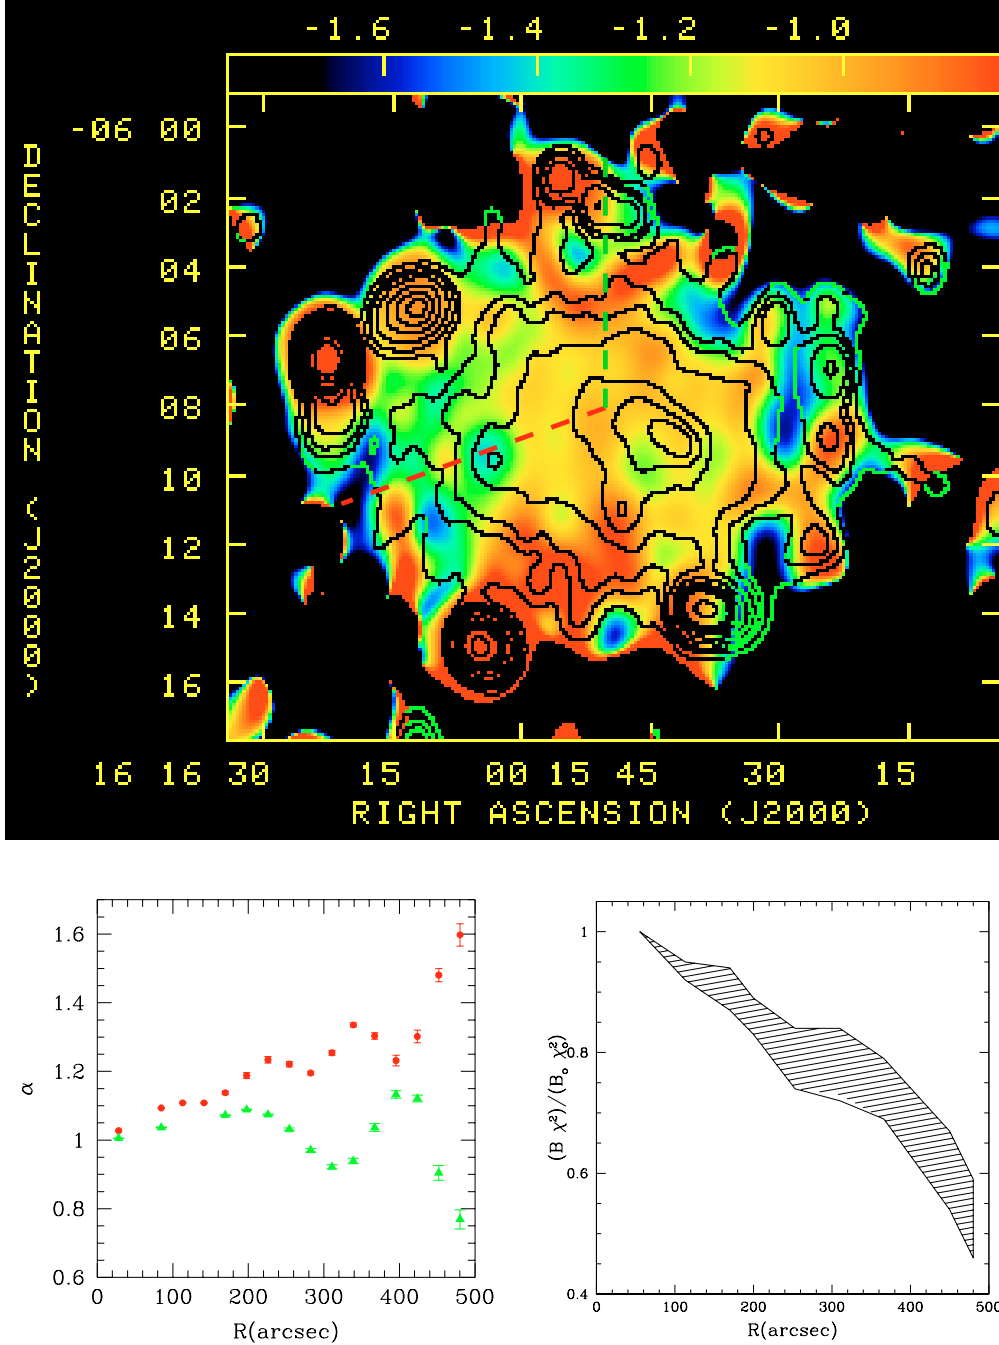 -1.6 -1.4 -1.2 -1.0
DECLINATION (J2000)
-06 00
02
04
06
08
10
12
14
16
16 16 30 15 00 15 45 30 15
RIGHT ASCENSION (J2000)
α
1.6
1.4
1.2
1
0.8
0.6
0 100 200 300 400 500
R(arcsec)
(B χ²)/(B₀ χ₀²)
1
0.8
0.6
0.4
0 100 200 300 400 500
R(arcsec)